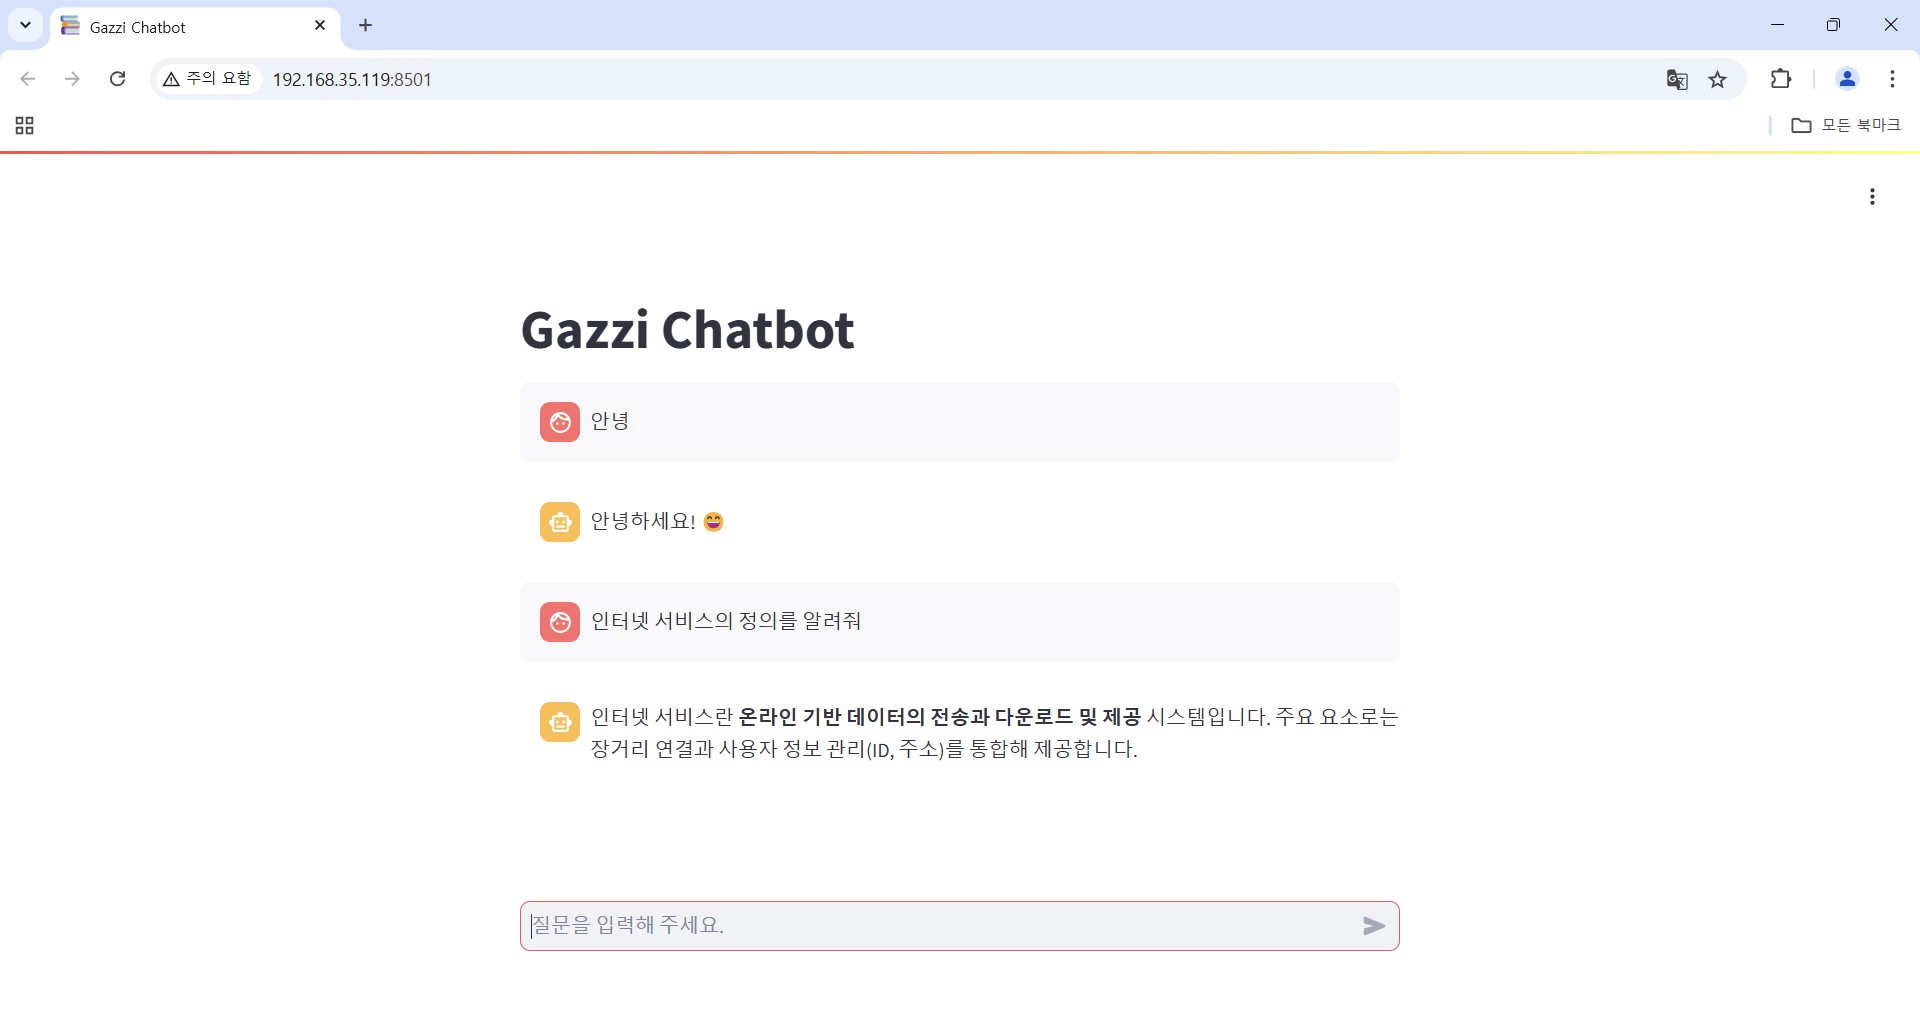 Gazzi Chatbot
주의 요함
192.168.35.119:8501
모든 북마크
Gazzi Chatbot
안녕
안녕하세요! 😄
인터넷 서비스의 정의를 알려줘
인터넷 서비스란 온라인 기반 데이터의 전송과 다운로드 및 제공 시스템입니다. 주요 요소로는
장거리 연결과 사용자 정보 관리(ID, 주소)를 통합해 제공합니다.
질문을 입력해 주세요.